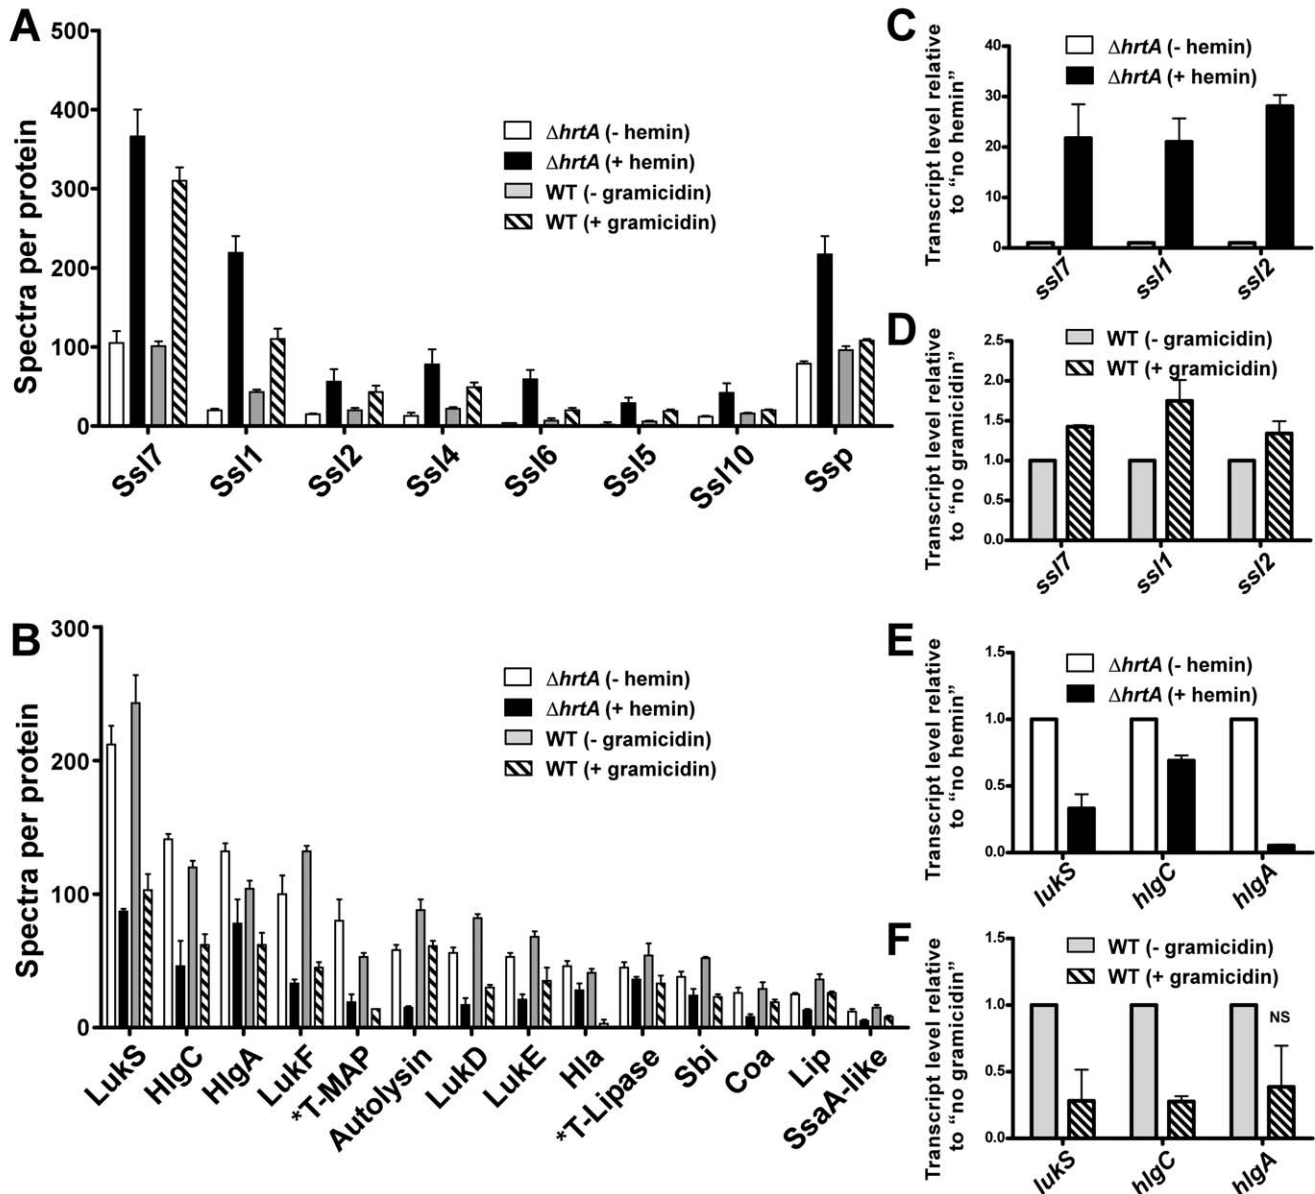 A
500
400
300
200
100
0
Spectra per protein
ΔhrtA (- hemin)
ΔhrtA (+ hemin)
WT (- gramicidin)
WT (+ gramicidin)
Ssl7
Ssl1
Ssl2
Ssl4
Ssl6
Ssl5
Ssl10
Ssp
B
300
200
100
0
Spectra per protein
ΔhrtA (- hemin)
ΔhrtA (+ hemin)
WT (- gramicidin)
WT (+ gramicidin)
LukS
HlgC
HlgA
LukF
*T-MAP
Autolysin
LukD
LukE
Hla
*T-Lipase
Sbi
Coa
Lip
SsaA-like
C
Transcript level relative
to “no hemin”
40
30
20
10
0
ΔhrtA (- hemin)
ΔhrtA (+ hemin)
ssl7
ssl1
ssl2
D
Transcript level relative
to “no gramicidin”
2.5
2.0
1.5
1.0
0.5
0.0
WT (- gramicidin)
WT (+ gramicidin)
ssl7
ssl1
ssl2
E
Transcript level relative
to “no hemin”
1.5
1.0
0.5
0.0
ΔhrtA (- hemin)
ΔhrtA (+ hemin)
lukS
hlgC
hlgA
F
Transcript level relative
to “no gramicidin”
1.5
1.0
0.5
0.0
WT (- gramicidin)
WT (+ gramicidin)
NS
lukS
hlgC
hlgA